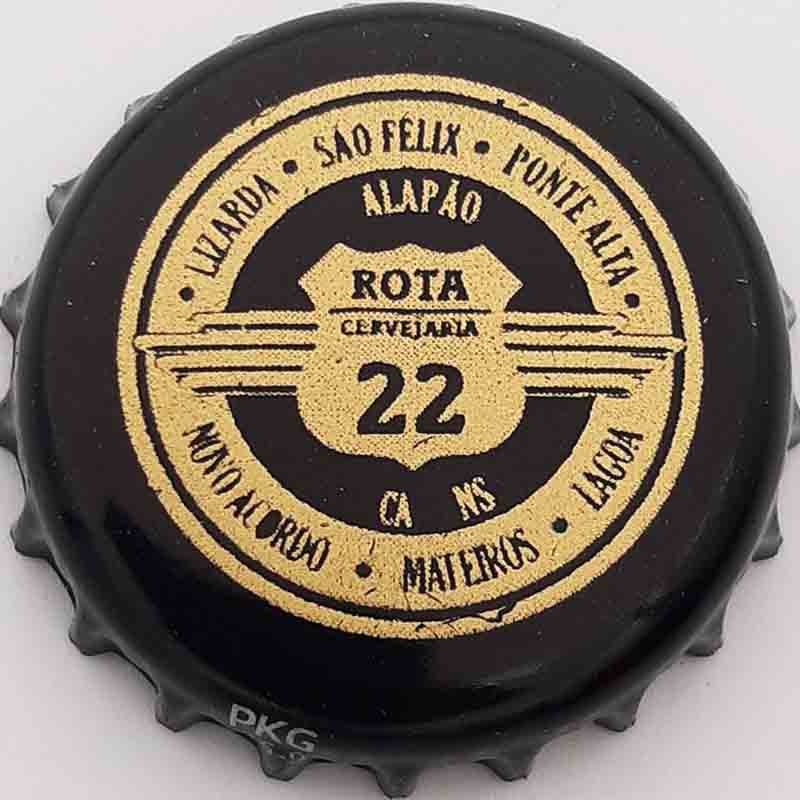 LIZARDA • SÃO FÉLIX • PONTE ALTA •
ALAPÃO
ROTA
CERVEJARIA
22
CA NS
NOVO ACORDO • MATEIROS • LAGOA
PKG